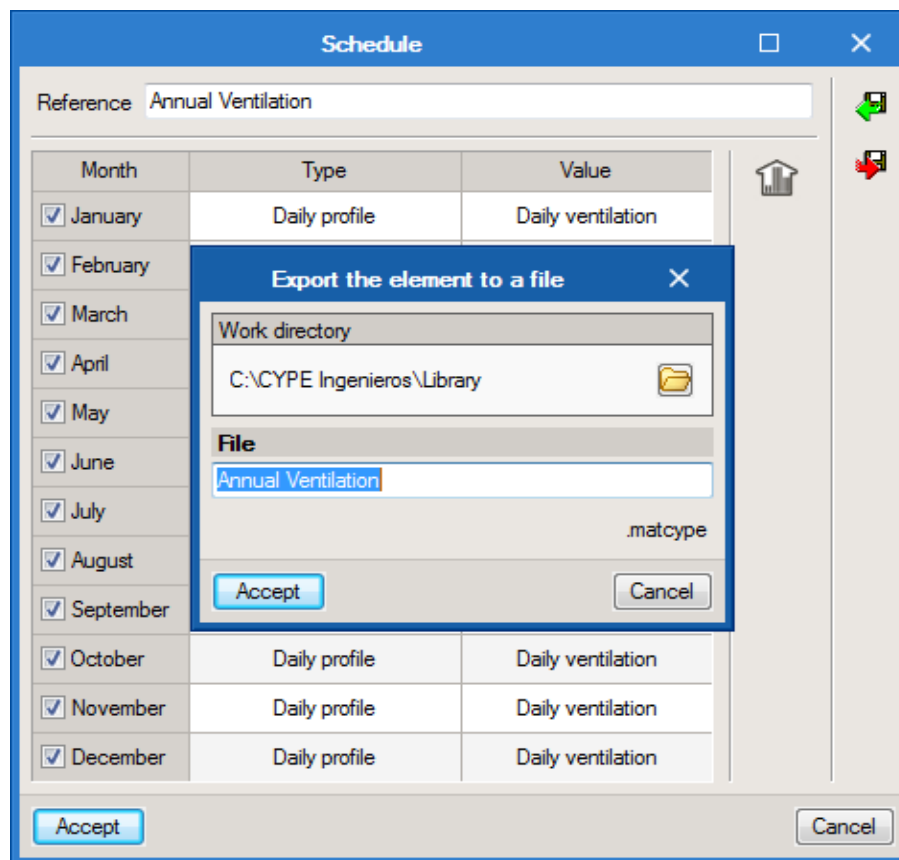 Schedule
Reference Annual Ventilation
Month Type Value
January Daily profile Daily ventilation
February
Export the element to a file
March
Work directory
April
C:\CYPE Ingenieros\Library
May
File
June
Annual Ventilation
July
.matcype
August
Accept Cancel
September
October Daily profile Daily ventilation
November Daily profile Daily ventilation
December Daily profile Daily ventilation
Accept Cancel